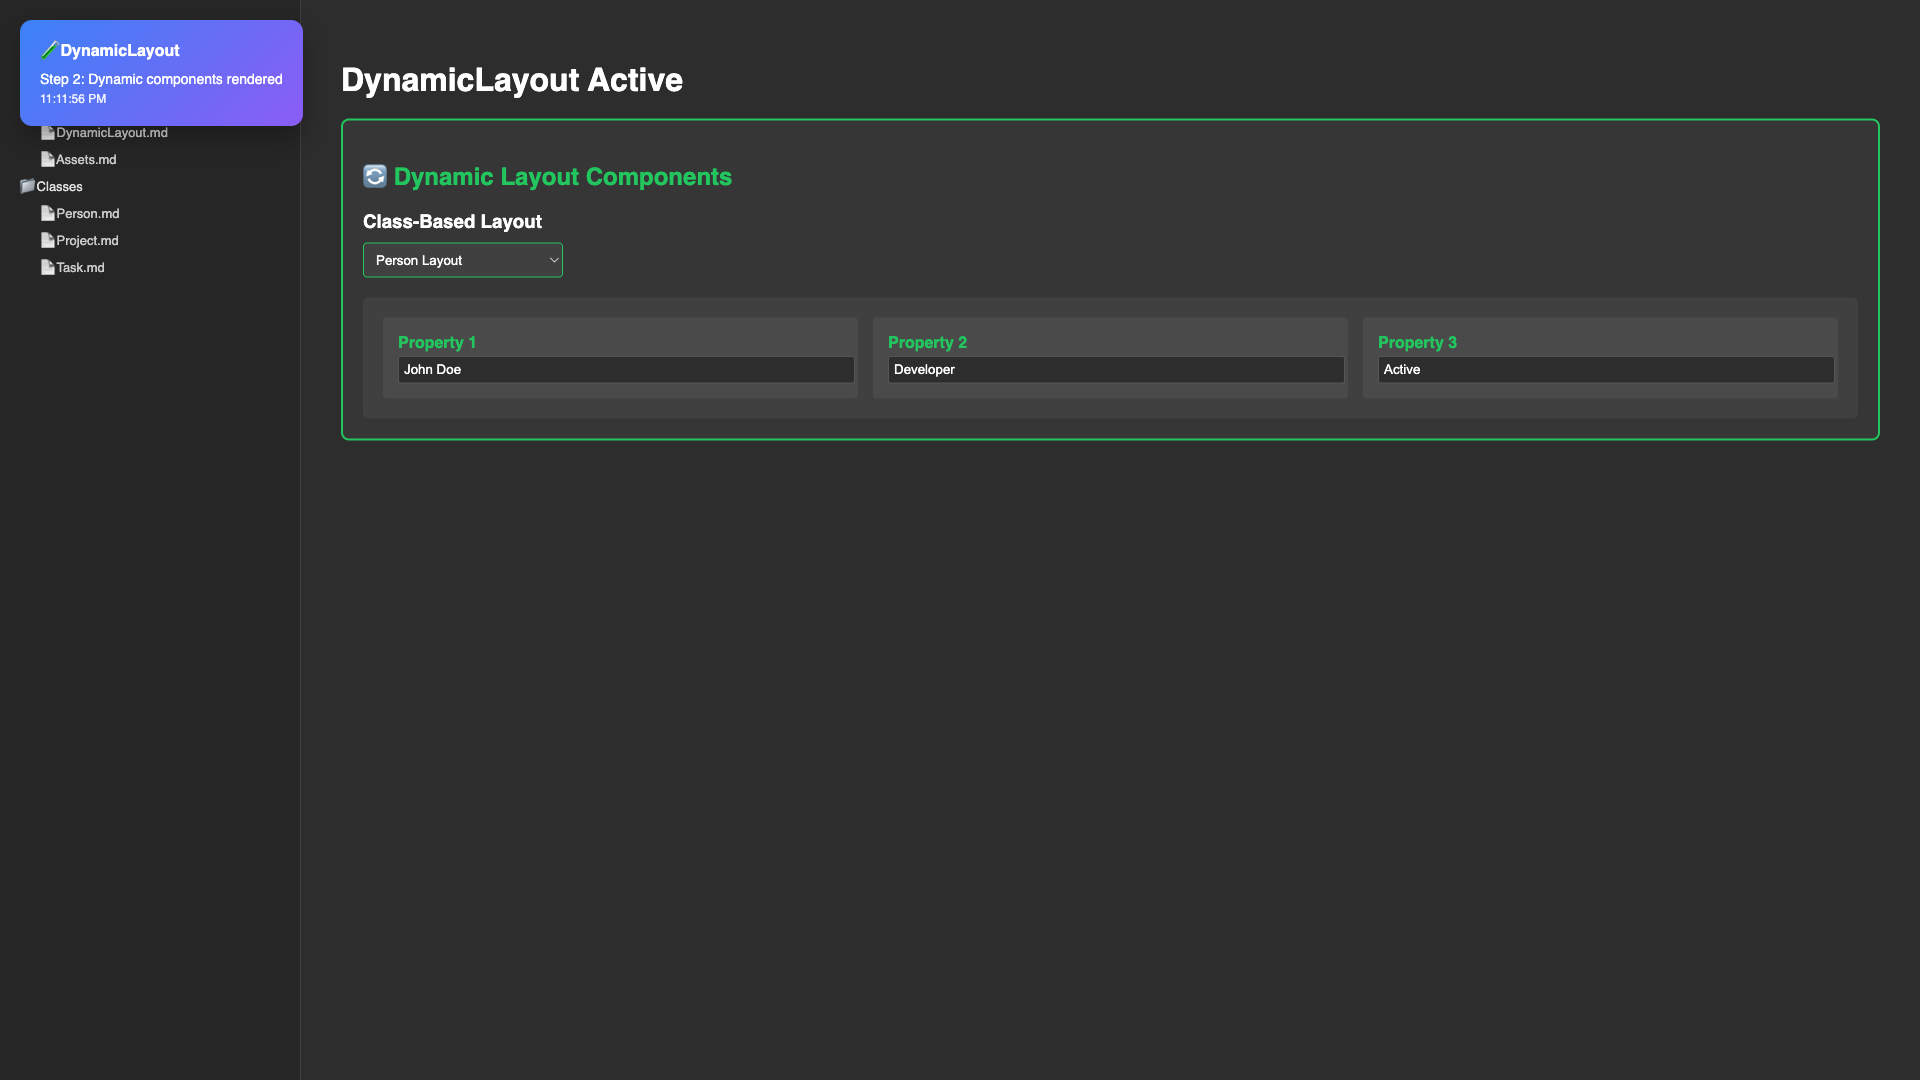 DynamicLayout
Step 2: Dynamic components rendered
11:11:56 PM
DynamicLayout.md
Assets.md
Classes
Person.md
Project.md
Task.md
DynamicLayout Active
Dynamic Layout Components
Class-Based Layout
Person Layout
Property 1
John Doe
Property 2
Developer
Property 3
Active